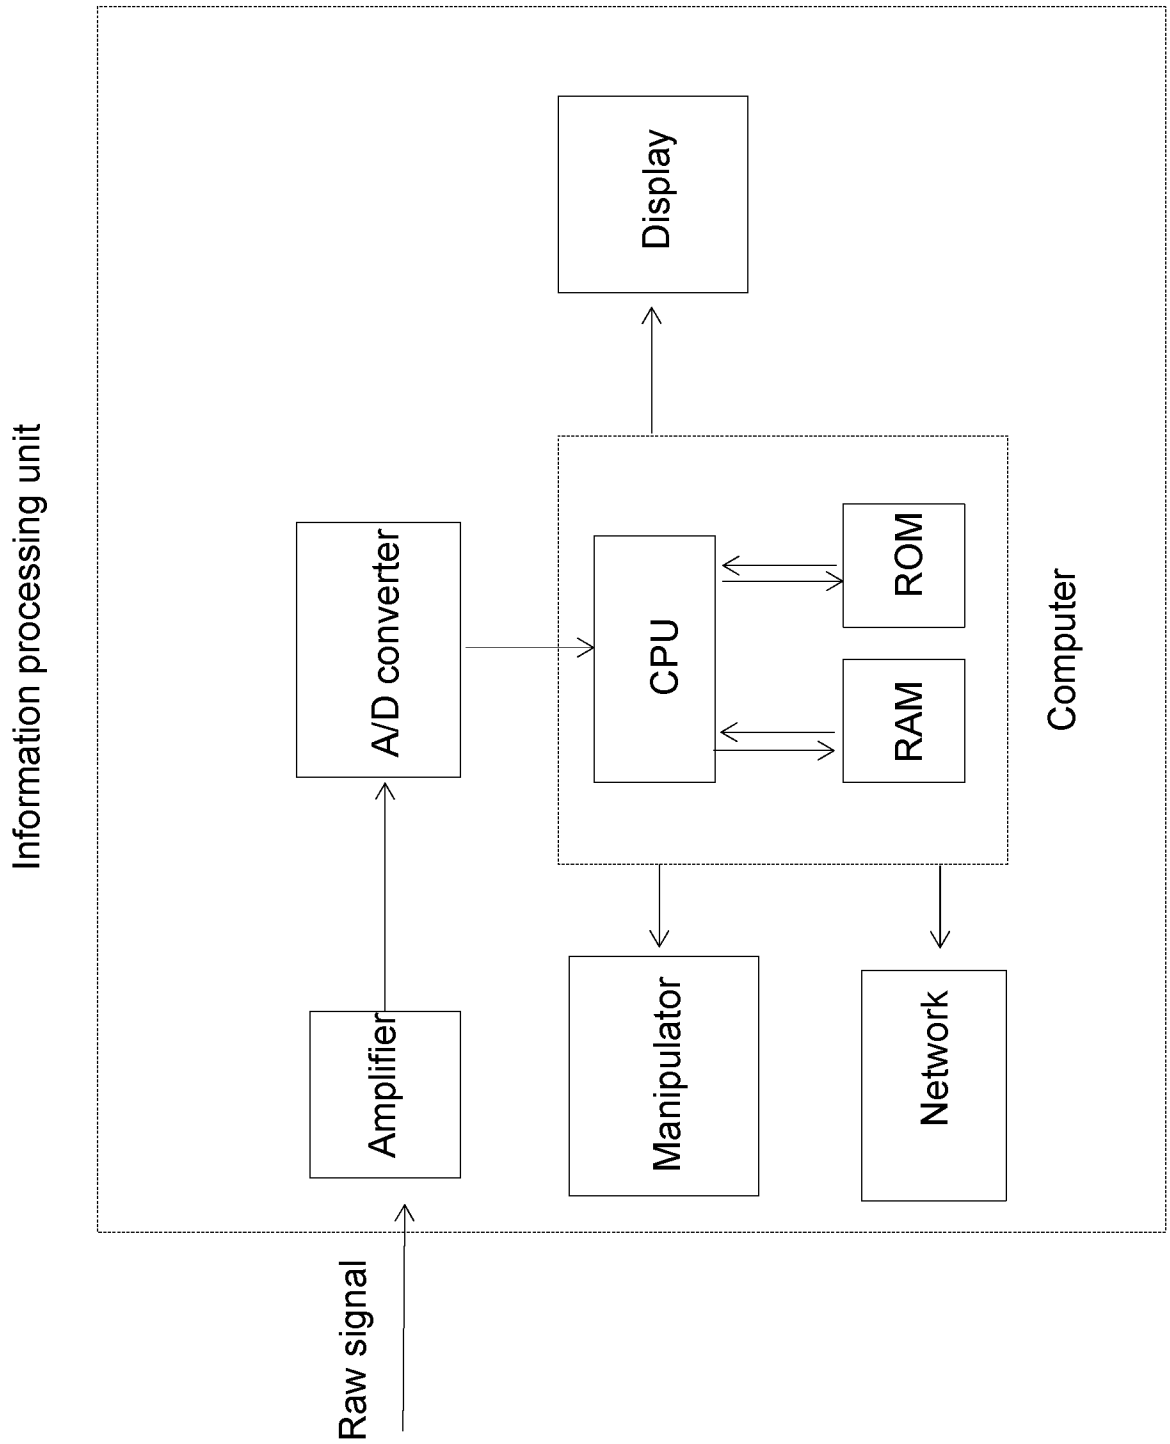 Information processing unit
Raw signal
Amplifier
A/D converter
Manipulator
CPU
Display
RAM
ROM
Network
Computer